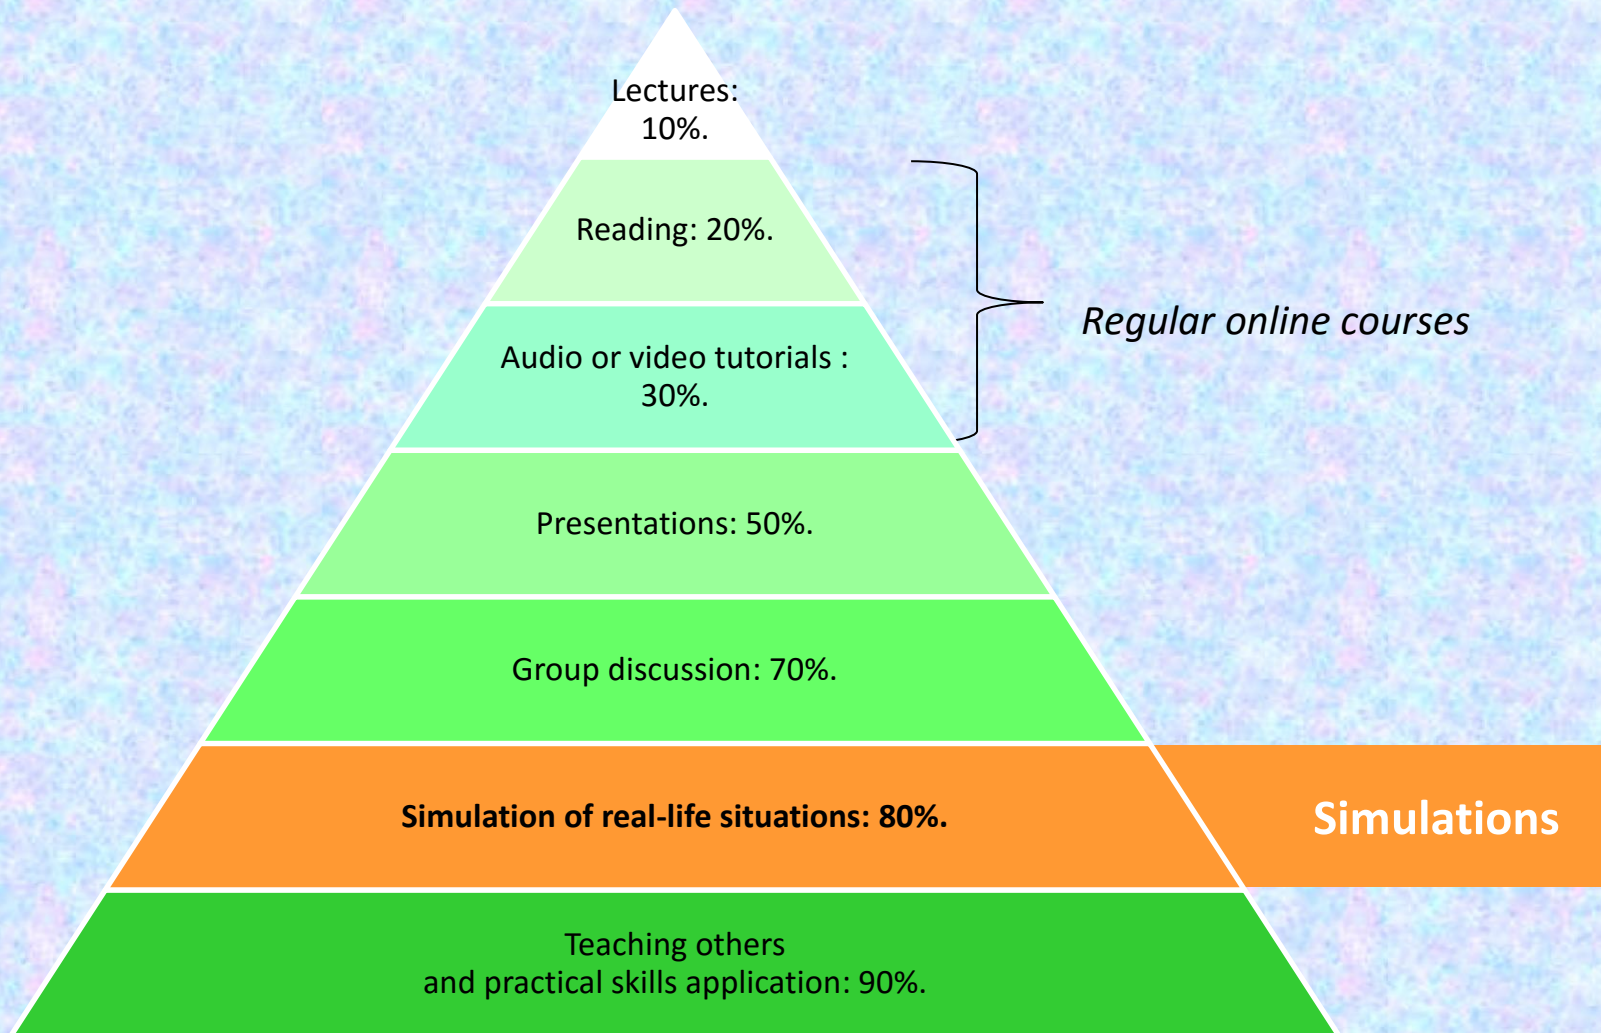 Lectures:
10%.
Reading: 20%.
Audio or video tutorials :
30%.
Regular online courses
Presentations: 50%.
Group discussion: 70%.
Simulation of real-life situations: 80%.
Simulations
Teaching others
and practical skills application: 90%.